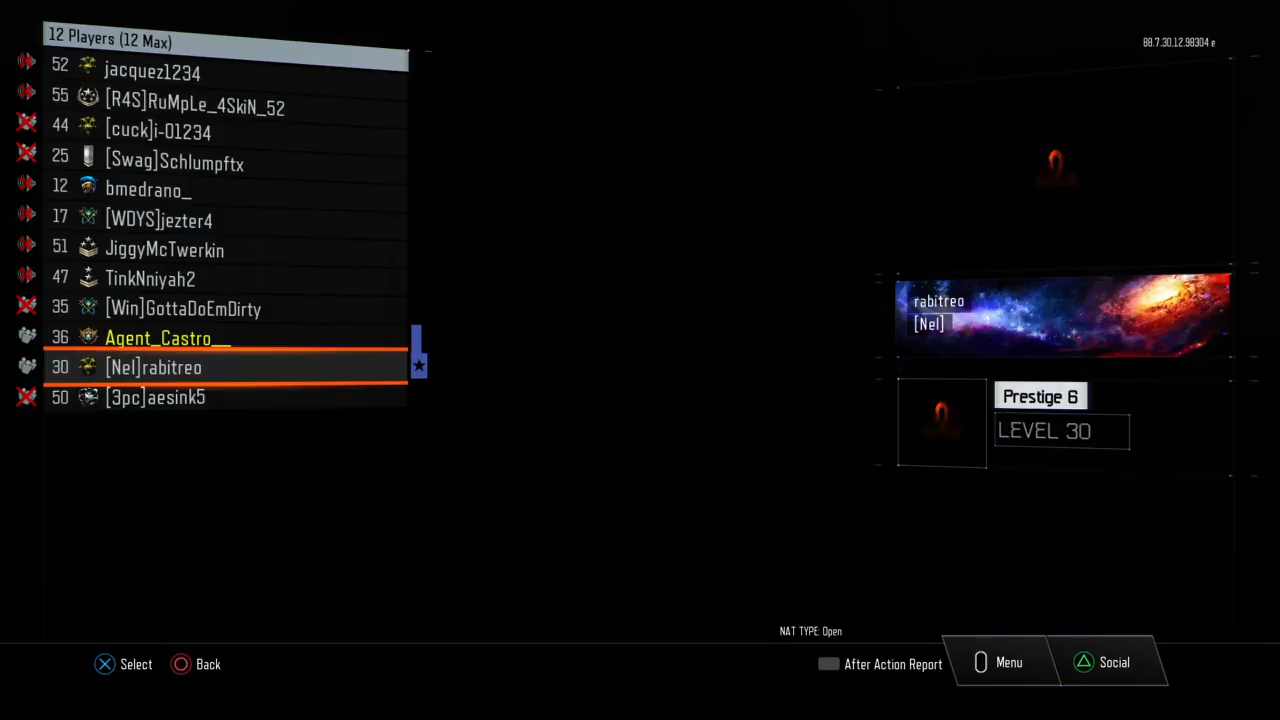 12 Players (12 Max)
88.7.30.12.98304 e
52 jacquez1234
55 [R4S]RuMpLe_4SkiN_52
44 [cuck]i-01234
25 [Swag]Schlumpftx
12 bmedrano_
17 [WDYS]jezter4
51 JiggyMcTwerkin
47 TinkNniyah2
35 [Win]GottaDoEmDirty
36 Agent_Castro__
30 [Nel]rabitreo
50 [3pc]aesink5
rabitreo
[Nel]
Prestige 6
LEVEL 30
NAT TYPE: Open
Select
Back
After Action Report
Menu
Social